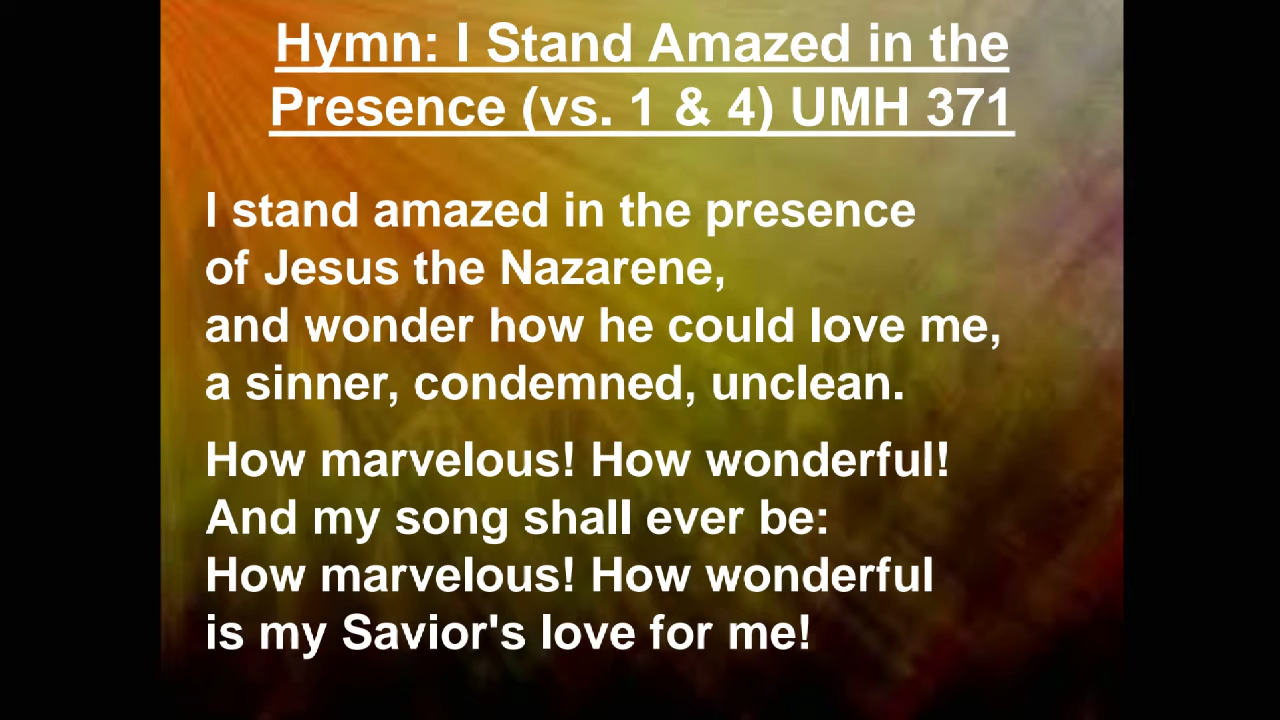 Hymn: I Stand Amazed in the
Presence (vs. 1 & 4) UMH 371
I stand amazed in the presence
of Jesus the Nazarene,
and wonder how he could love me,
a sinner, condemned, unclean.
How marvelous! How wonderful!
And my song shall ever be:
How marvelous! How wonderful
is my Savior's love for me!